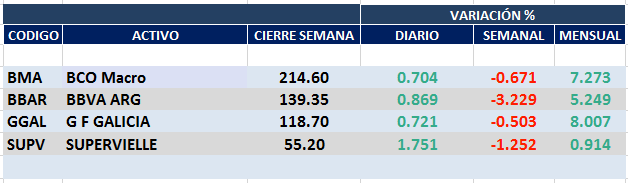 VARIACIÓN %
CODIGO ACTIVO CIERRE SEMANA DIARIO SEMANAL MENSUAL
BMA BCO Macro 214.60 0.704 -0.671 7.273
BBAR BBVA ARG 139.35 0.869 -3.229 5.249
GGAL G F GALICIA 118.70 0.721 -0.503 8.007
SUPV SUPERVIELLE 55.20 1.751 -1.252 0.914